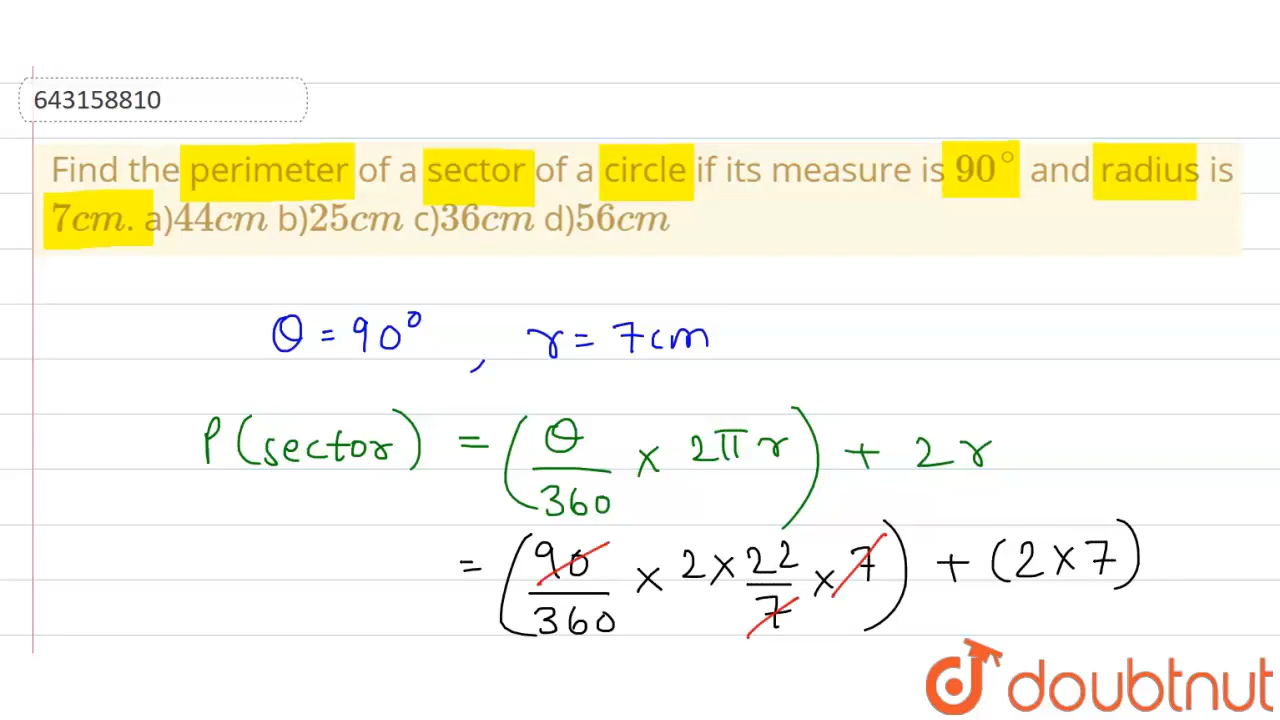 643158810
Find the perimeter of a sector of a circle if its measure is 90° and radius is
7cm. a)44cm b)25cm c)36cm d)56cm
θ = 90°, r = 7cm
P(sector) = (θ/360 × 2πr) + 2r
= (90/360 × 2 × 22/7 × 7) + (2 × 7)
doubtnut